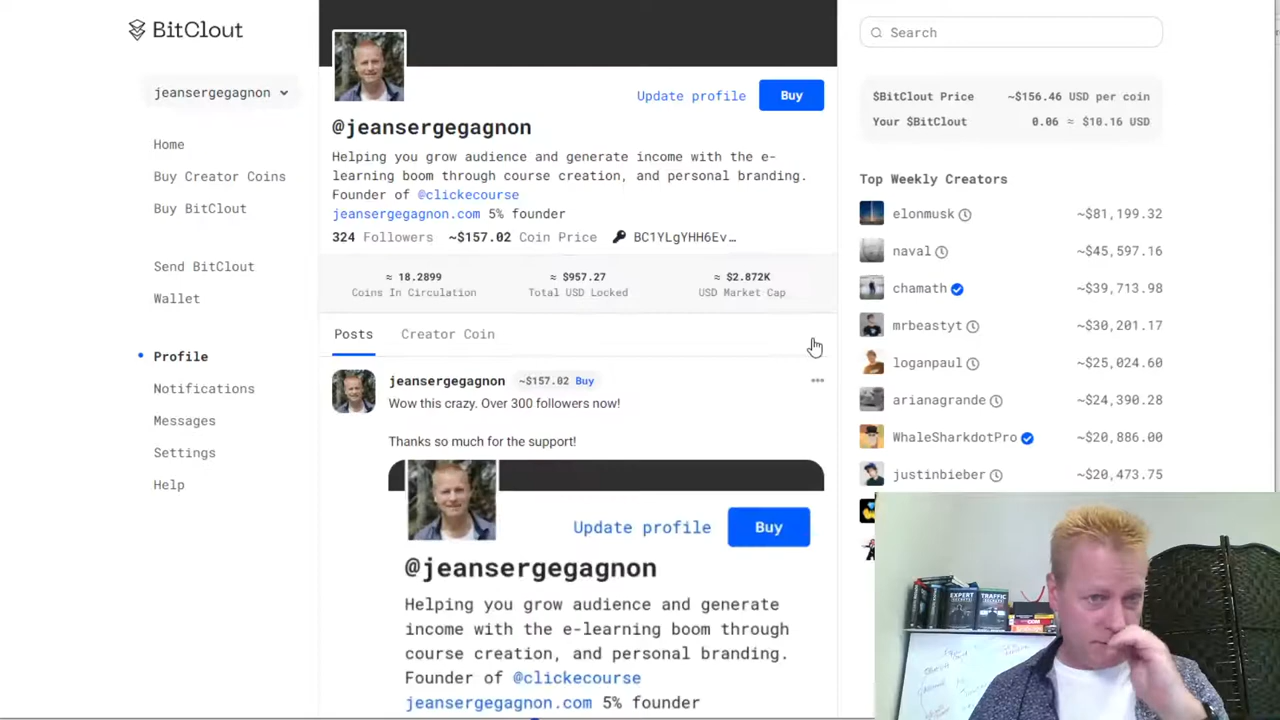 BitClout
jeansergegagnon
Home
Buy Creator Coins
Buy BitClout
Send BitClout
Wallet
Profile
Notifications
Messages
Settings
Help
Update profile
Buy
@jeansergegagnon
Helping you grow audience and generate income with the e-
learning boom through course creation, and personal branding.
Founder of @clickecourse
jeansergegagnon.com 5% founder
324 Followers ~$157.02 Coin Price BC1YLgYHH6Ev…
≈ 18.2899 ≈ $957.27 ≈ $2.872K
Coins In Circulation Total USD Locked USD Market Cap
Posts Creator Coin
jeansergegagnon ~$157.02 Buy
Wow this crazy. Over 300 followers now!
Thanks so much for the support!
Update profile Buy
@jeansergegagnon
Helping you grow audience and generate
income with the e-learning boom through
course creation, and personal branding.
Founder of @clickecourse
jeansergegagnon.com 5% founder
Search
$BitClout Price ~$156.46 USD per coin
Your $BitClout 0.06 ≈ $10.16 USD
Top Weekly Creators
elonmusk ~$81,199.32
naval ~$45,597.16
chamath ~$39,713.98
mrbeastyt ~$30,201.17
loganpaul ~$25,024.60
arianagrande ~$24,390.28
WhaleSharkdotPro ~$20,886.00
justinbieber ~$20,473.75
EXPERT
SECRETS
TRAFFIC
SECRETS